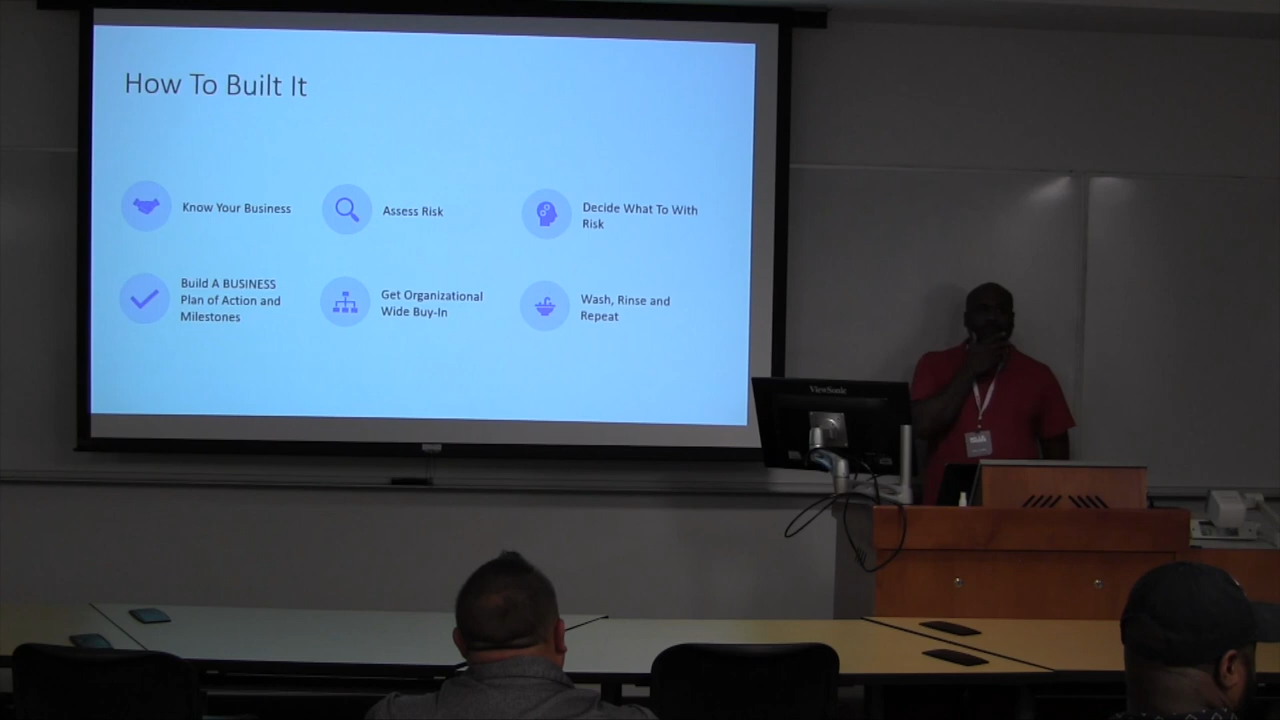 How To Built It
Know Your Business
Assess Risk
Decide What To With
Risk
Build A BUSINESS
Plan of Action and
Milestones
Get Organizational
Wide Buy-In
Wash, Rinse and
Repeat
ViewSonic